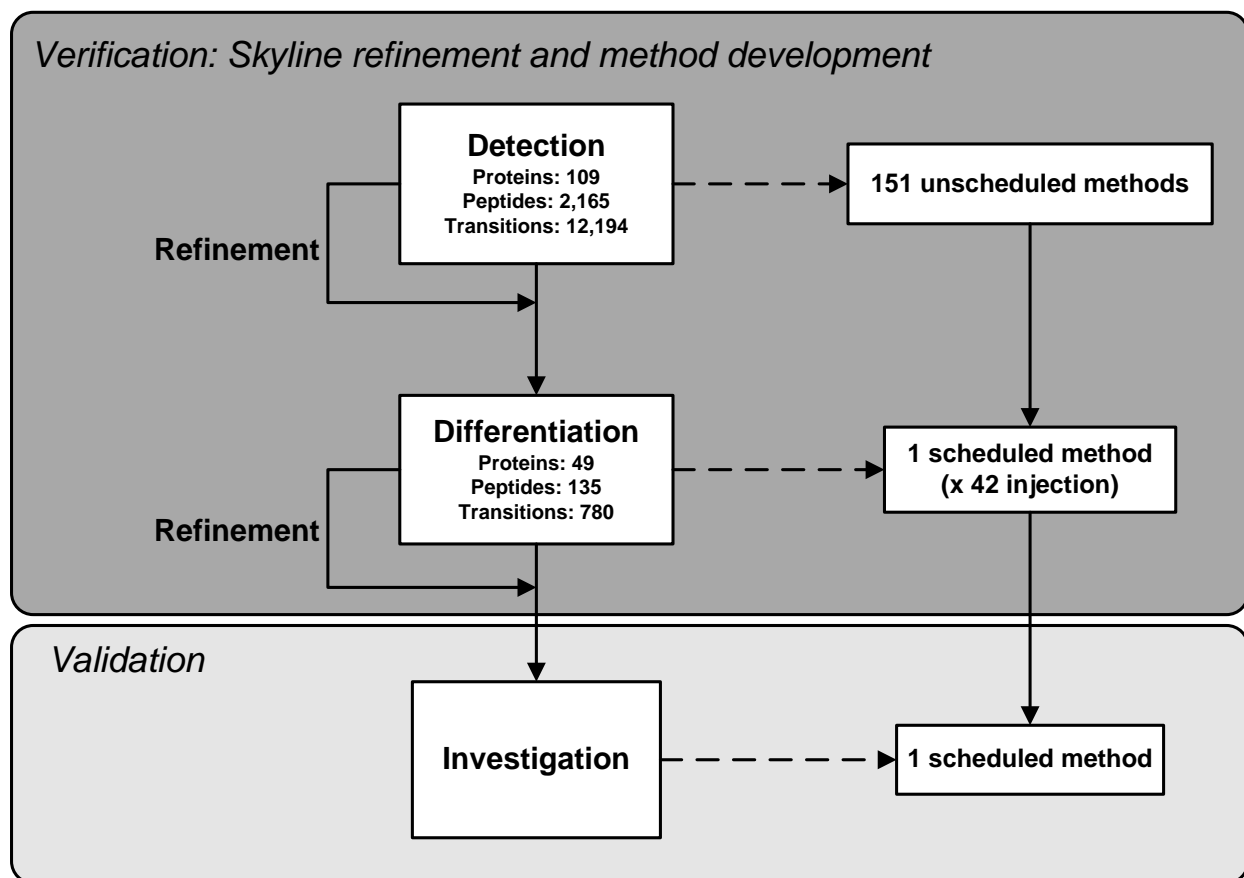 Verification: Skyline refinement and method development
Detection
Proteins: 109
Peptides: 2,165
Transitions: 12,194
151 unscheduled methods
Refinement
Differentiation
Proteins: 49
Peptides: 135
Transitions: 780
1 scheduled method
(x 42 injection)
Refinement
Validation
Investigation
1 scheduled method